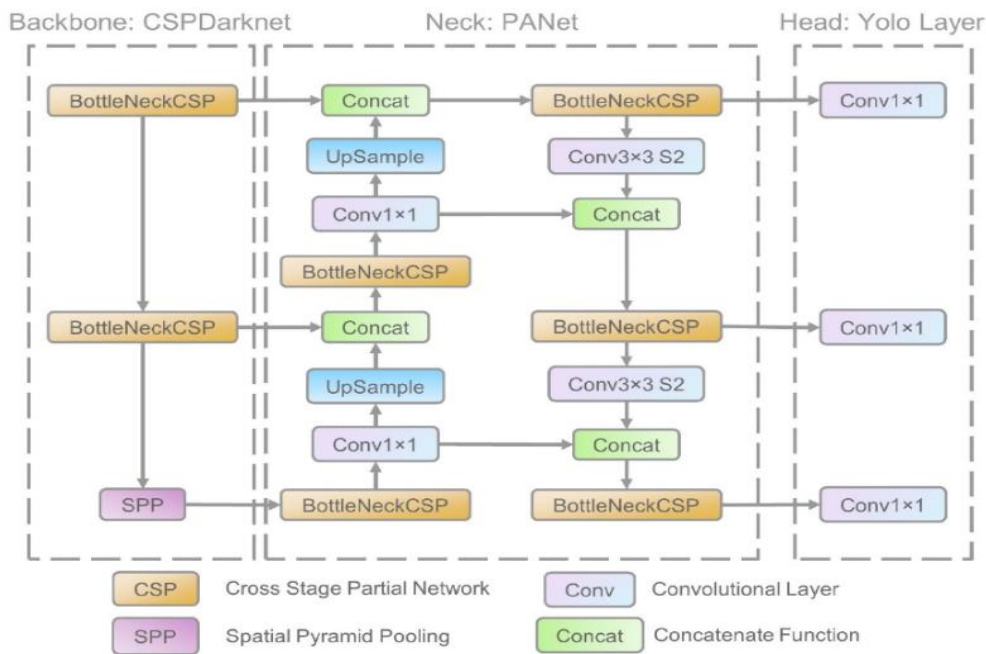 Backbone: CSPDarknet Neck: PANet Head: Yolo Layer
BottleNeckCSP Concat BottleNeckCSP Conv1×1
UpSample Conv3×3 S2
Conv1×1 Concat
BottleNeckCSP
BottleNeckCSP Concat BottleNeckCSP Conv1×1
UpSample Conv3×3 S2
Conv1×1 Concat
SPP BottleNeckCSP BottleNeckCSP Conv1×1
CSP Cross Stage Partial Network Conv Convolutional Layer
SPP Spatial Pyramid Pooling Concat Concatenate Function